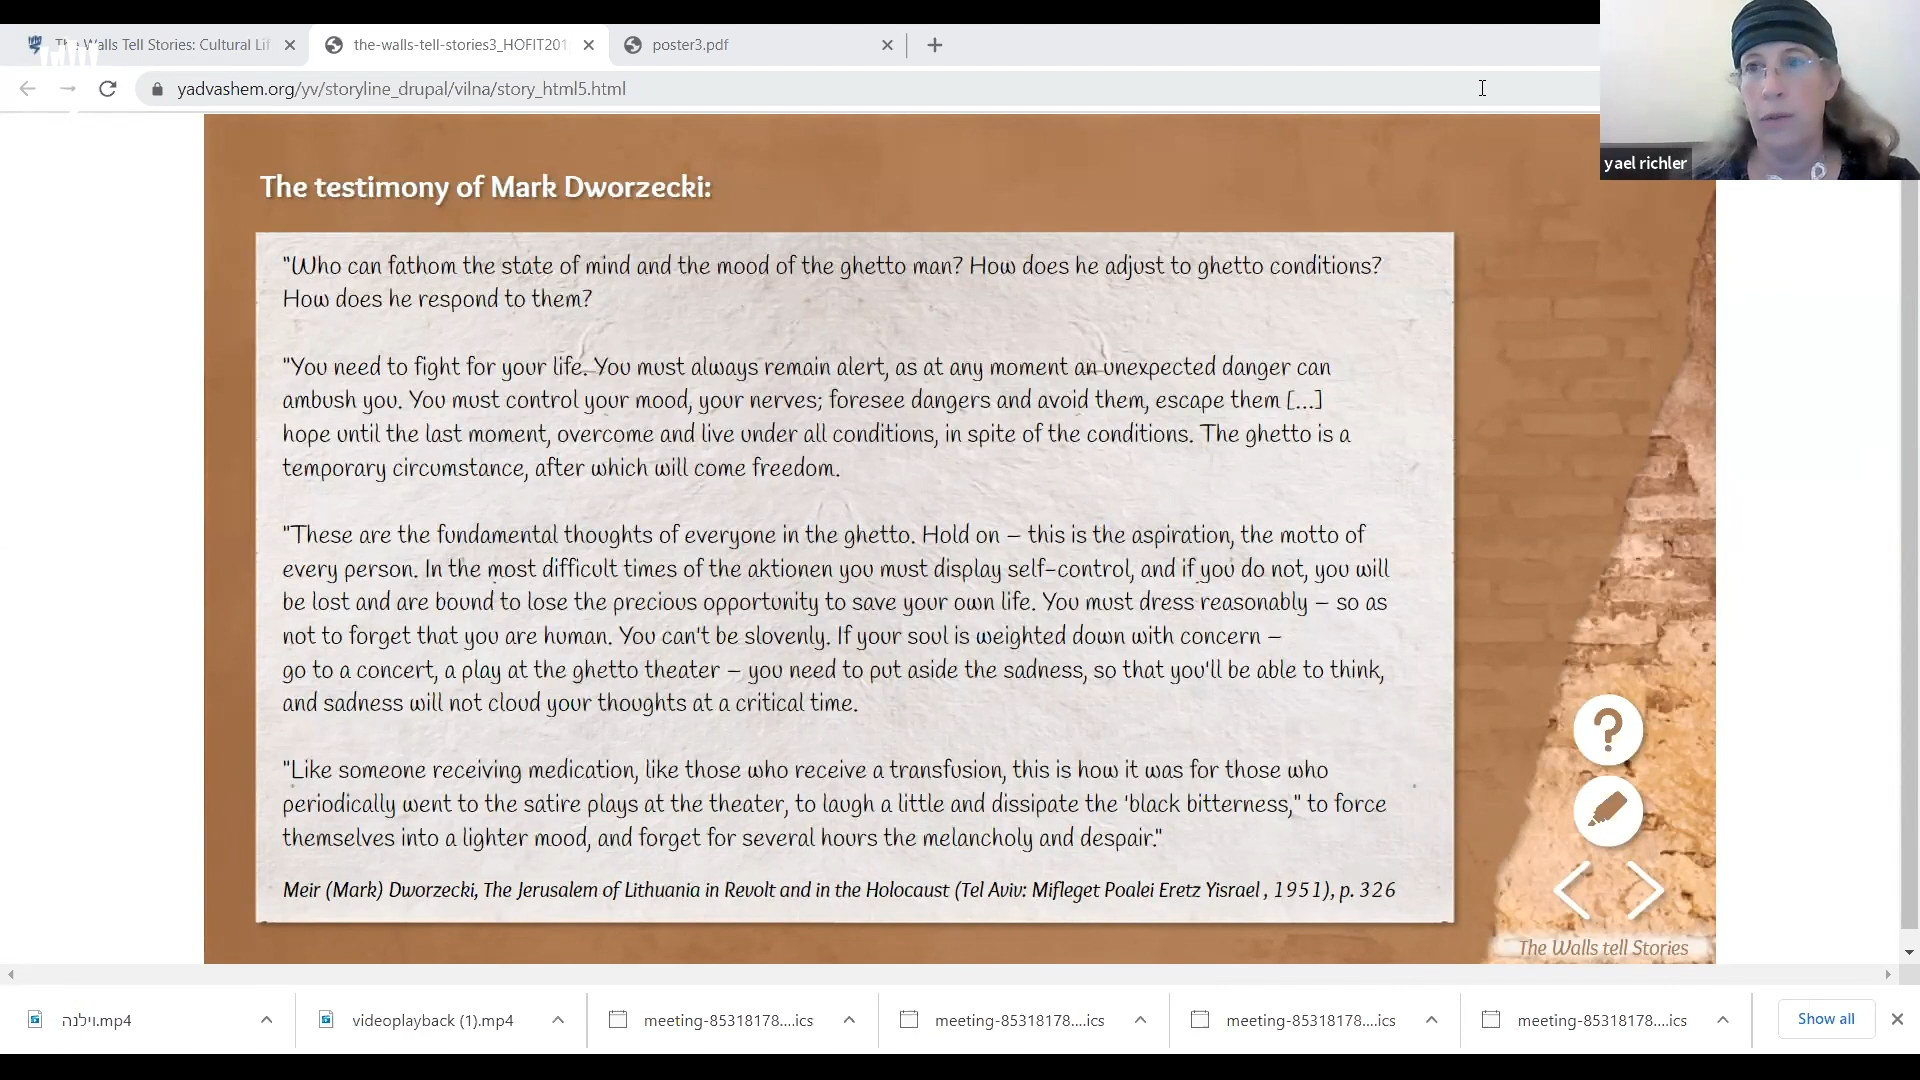 The Walls Tell Stories: Cultural Lif
the-walls-tell-stories3_HOFIT201
poster3.pdf
yadvashem.org/yv/storyline_drupal/vilna/story_html5.html
yael richler
The testimony of Mark Dworzecki:
"Who can fathom the state of mind and the mood of the ghetto man? How does he adjust to ghetto conditions?
How does he respond to them?
"You need to fight for your life. You must always remain alert, as at any moment an unexpected danger can
ambush you. You must control your mood, your nerves; foresee dangers and avoid them, escape them [...]
hope until the last moment, overcome and live under all conditions, in spite of the conditions. The ghetto is a
temporary circumstance, after which will come freedom.
"These are the fundamental thoughts of everyone in the ghetto. Hold on – this is the aspiration, the motto of
every person. In the most difficult times of the aktionen you must display self-control, and if you do not, you will
be lost and are bound to lose the precious opportunity to save your own life. You must dress reasonably – so as
not to forget that you are human. You can't be slovenly. If your soul is weighted down with concern –
go to a concert, a play at the ghetto theater – you need to put aside the sadness, so that you'll be able to think,
and sadness will not cloud your thoughts at a critical time.
"Like someone receiving medication, like those who receive a transfusion, this is how it was for those who
periodically went to the satire plays at the theater, to laugh a little and dissipate the 'black bitterness," to force
themselves into a lighter mood, and forget for several hours the melancholy and despair."
Meir (Mark) Dworzecki, The Jerusalem of Lithuania in Revolt and in the Holocaust (Tel Aviv: Mifleget Poalei Eretz Yisrael , 1951), p. 326
?
The Walls tell Stories
וילנה.mp4
videoplayback (1).mp4
meeting-85318178....ics
meeting-85318178....ics
meeting-85318178....ics
meeting-85318178....ics
Show all